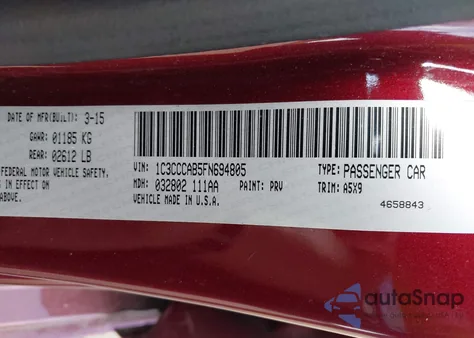 DATE OF MFR(BUILT): 3-15
GAWR: 01185 KG
REAR: 02612 LB
FEDERAL MOTOR VEHICLE SAFETY.
IN EFFECT ON
ABOVE.
VIN: 1C3CCCAB5FN694805
TYPE: PASSENGER CAR
MDH: 032802 111AA PAINT: PRV
TRIM: A5X9
VEHICLE MADE IN U.S.A.
4658843
autoSnap